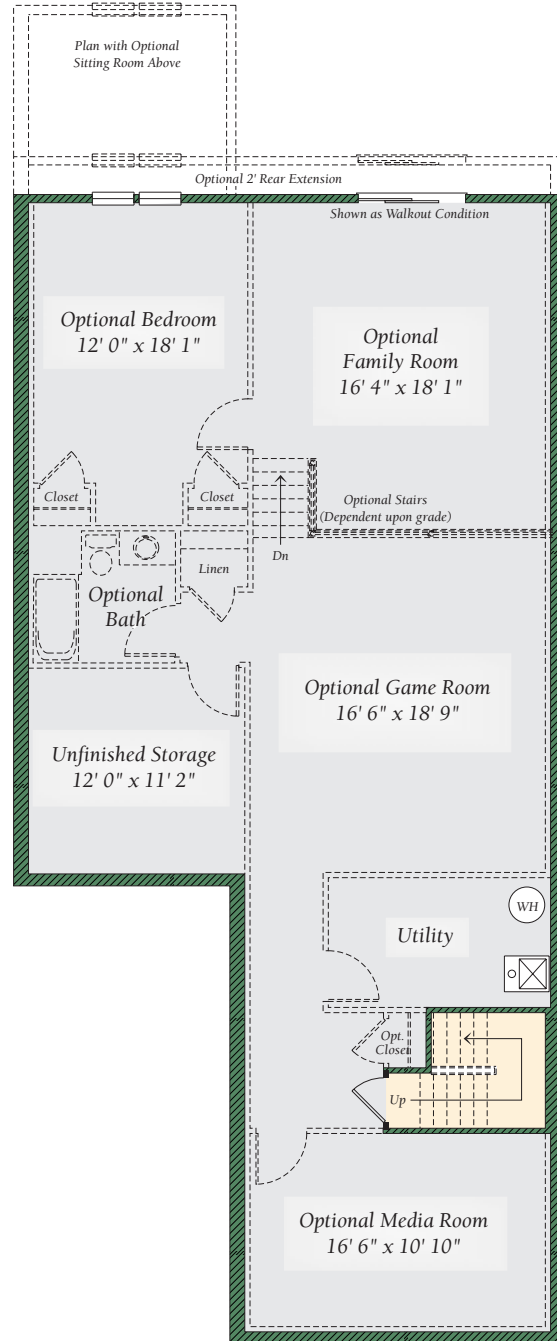 Plan with Optional
Sitting Room Above
Optional 2' Rear Extension
Shown as Walkout Condition
Optional Bedroom
12' 0" x 18' 1"
Optional
Family Room
16' 4" x 18' 1"
Closet
Closet
Optional Stairs
(Dependent upon grade)
Dn
Linen
Optional
Bath
Optional Game Room
16' 6" x 18' 9"
Unfinished Storage
12' 0" x 11' 2"
WH
Utility
Opt.
Closet
Up
Optional Media Room
16' 6" x 10' 10"